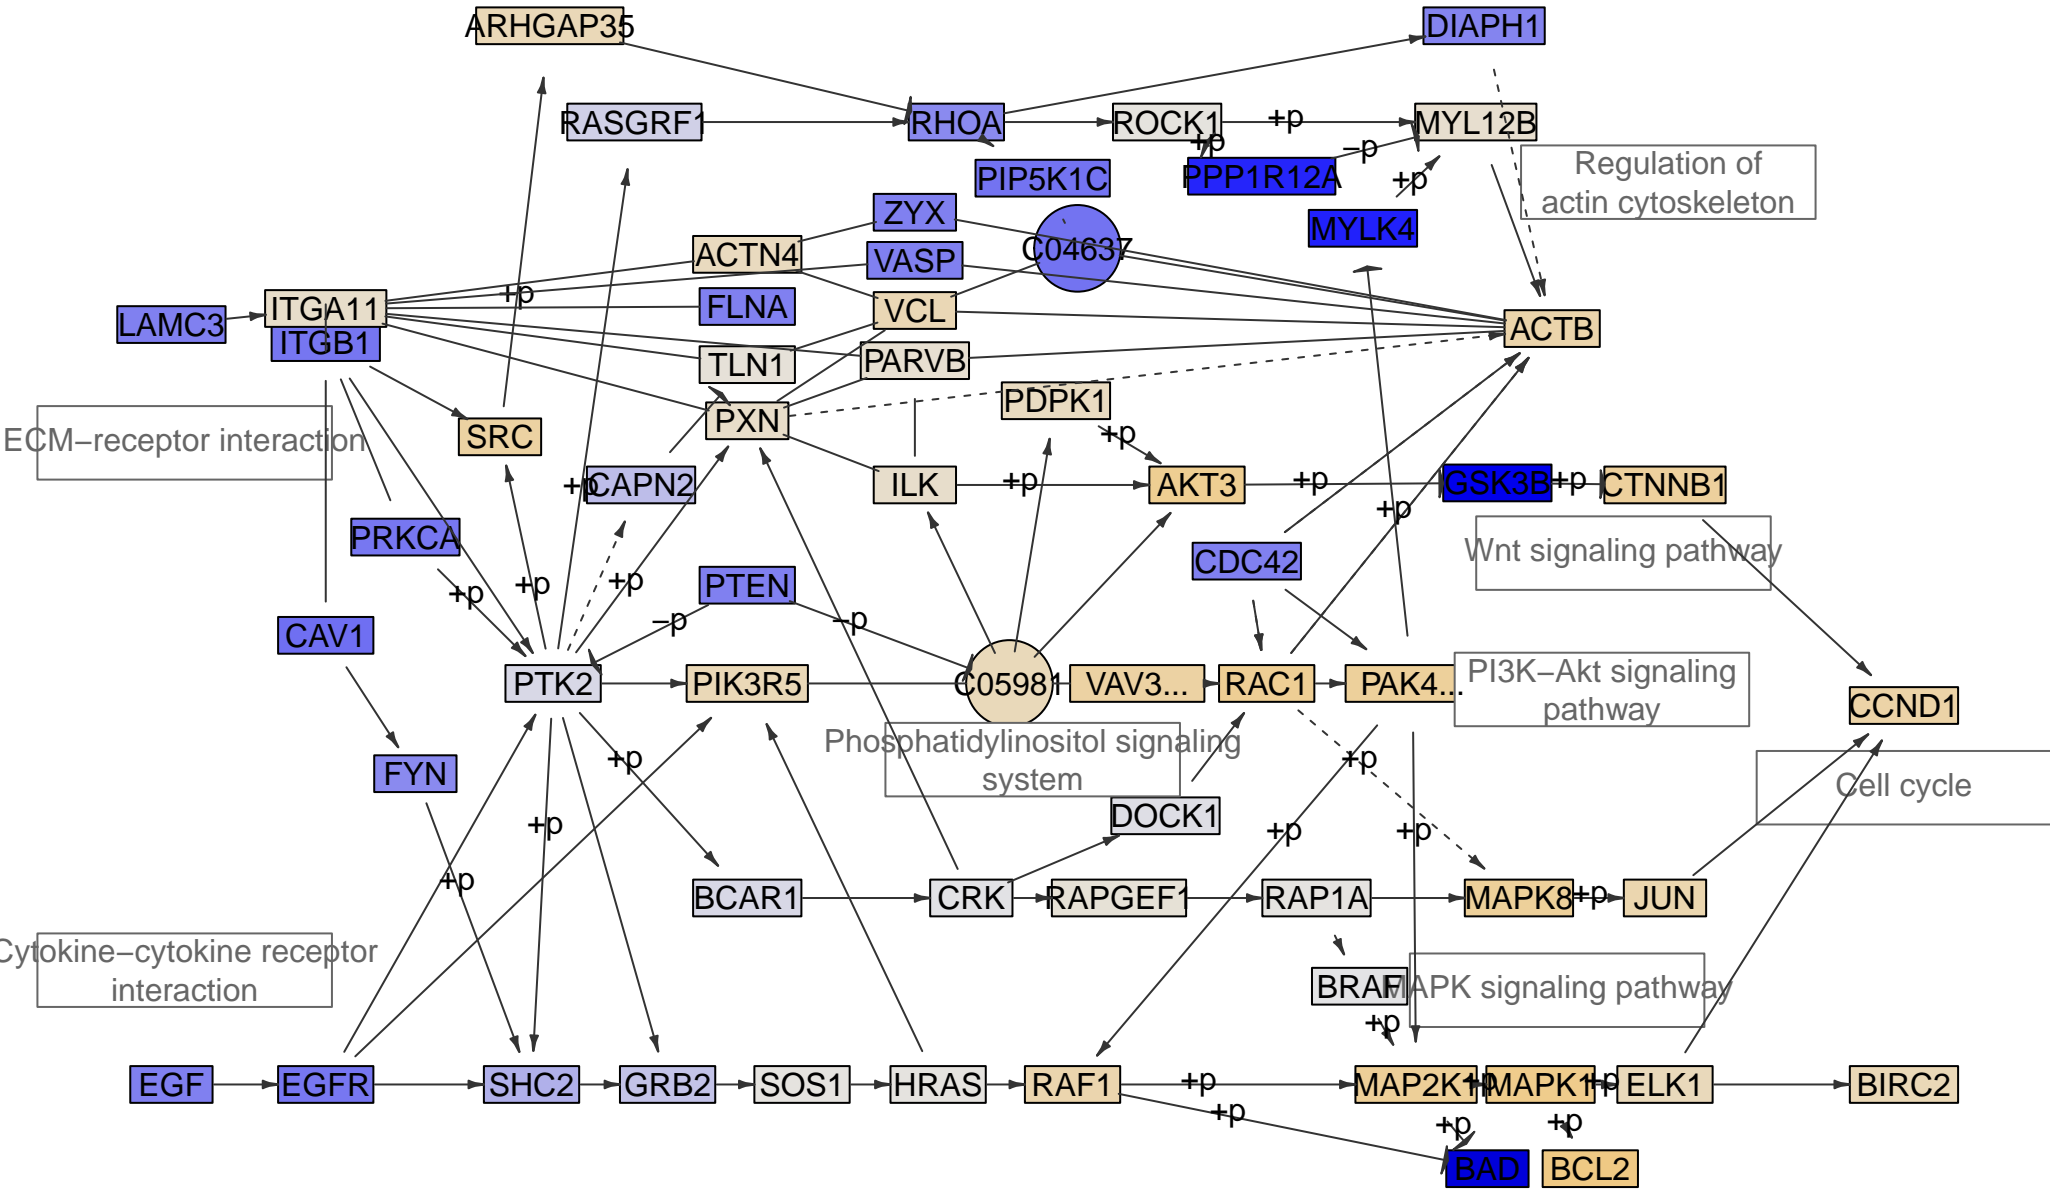 ARHGAP35
DIAPH1
RASGRF1
RHOA
ROCK1
+p
MYL12B
+p
−p
PIP5K1C
PPP1R12A
+p
Regulation of
actin cytoskeleton
ZYX
MYLK4
ACTN4
VASP
C04637
+p
ITGA11
FLNA
VCL
LAMC3
ITGB1
ACTB
TLN1
PARVB
PDPK1
PXN
ECM−receptor interaction
SRC
+p
+p
CAPN2
ILK
+p
AKT3
+p
GSK3B
+p
CTNNB1
+p
PRKCA
Wnt signaling pathway
CDC42
+p
+p
+p
PTEN
−p
−p
CAV1
PTK2
PIK3R5
C05981
VAV3...
RAC1
PAK4...
PI3K−Akt signaling
pathway
CCND1
Phosphatidylinositol signaling
system
+p
+p
FYN
Cell cycle
DOCK1
+p
+p
+p
+p
BCAR1
CRK
RAPGEF1
RAP1A
MAPK8
+p
JUN
Cytokine−cytokine receptor
interaction
BRAF
MAPK signaling pathway
+p
EGF
EGFR
SHC2
GRB2
SOS1
HRAS
RAF1
+p
MAP2K1
+p
MAPK1
+p
ELK1
BIRC2
+p
+p
+p
BAD
BCL2